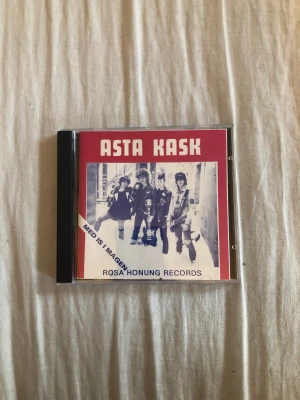 ASTA KASK
MED IS I MAGEN
ROSA HONUNG RECORDS